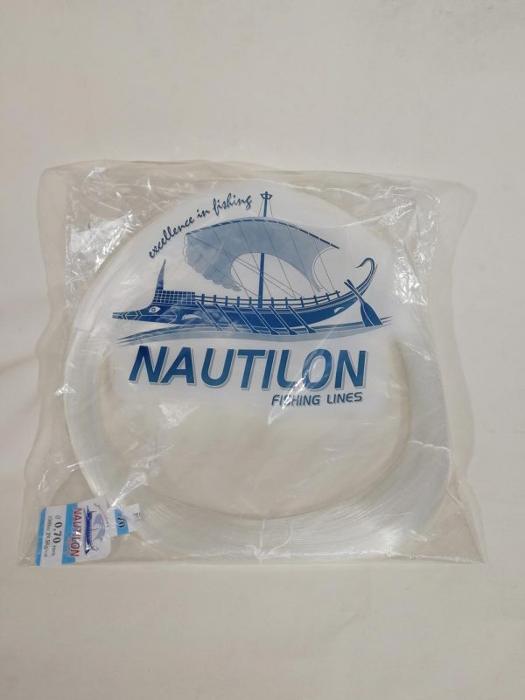 excellence in fishing
NAUTILON
FISHING LINES
NAUTILON
0,70